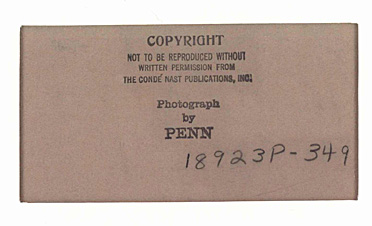 COPYRIGHT
NOT TO BE REPRODUCED WITHOUT
WRITTEN PERMISSION FROM
THE CONDÉ NAST PUBLICATIONS, INC.
Photograph
by
PENN
18923P-349